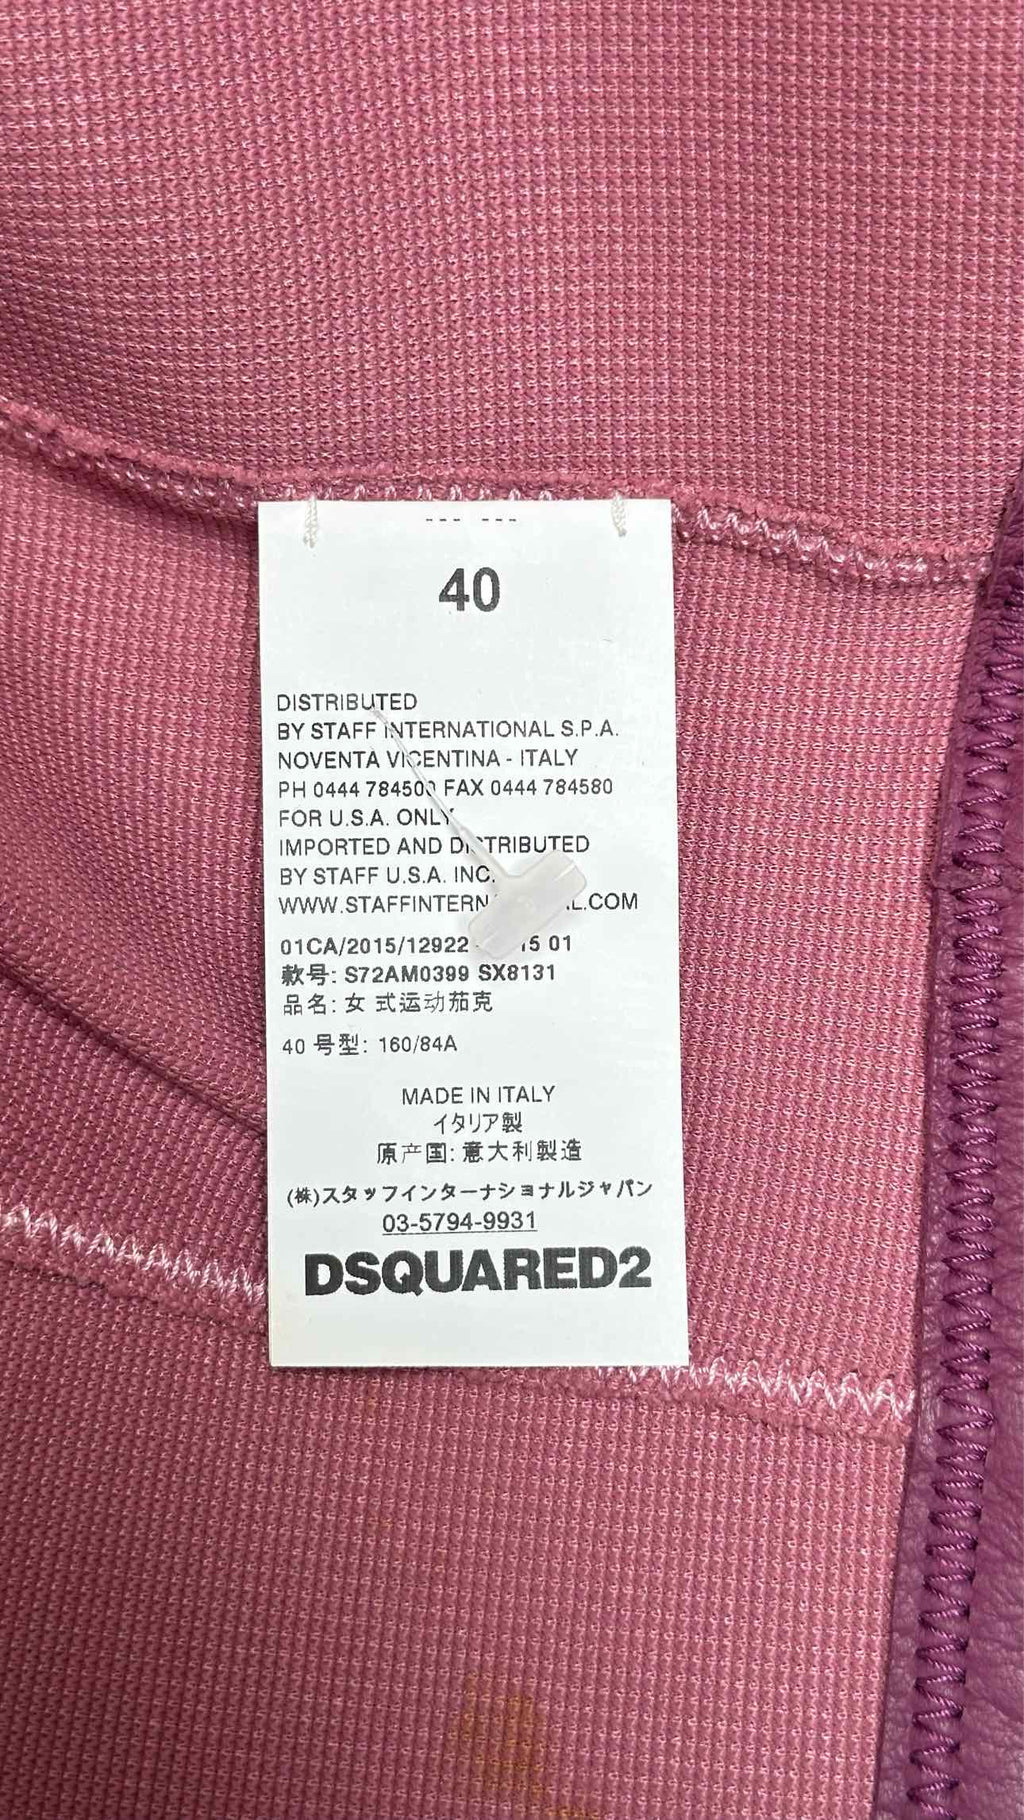 40
DISTRIBUTED
BY STAFF INTERNATIONAL S.P.A.
NOVENTA VICENTINA - ITALY
PH 0444 784500 FAX 0444 784580
FOR U.S.A. ONLY
IMPORTED AND DISTRIBUTED
BY STAFF U.S.A. INC.
01CA/2015/12922 15 01
款号: S72AM0399 SX8131
品名: 女 式运动茄克
40 号型: 160/84A
MADE IN ITALY
イタリア製
原产国: 意大利製造
(株)スタッフインターナショナルジャパン
03-5794-9931
DSQUARED2